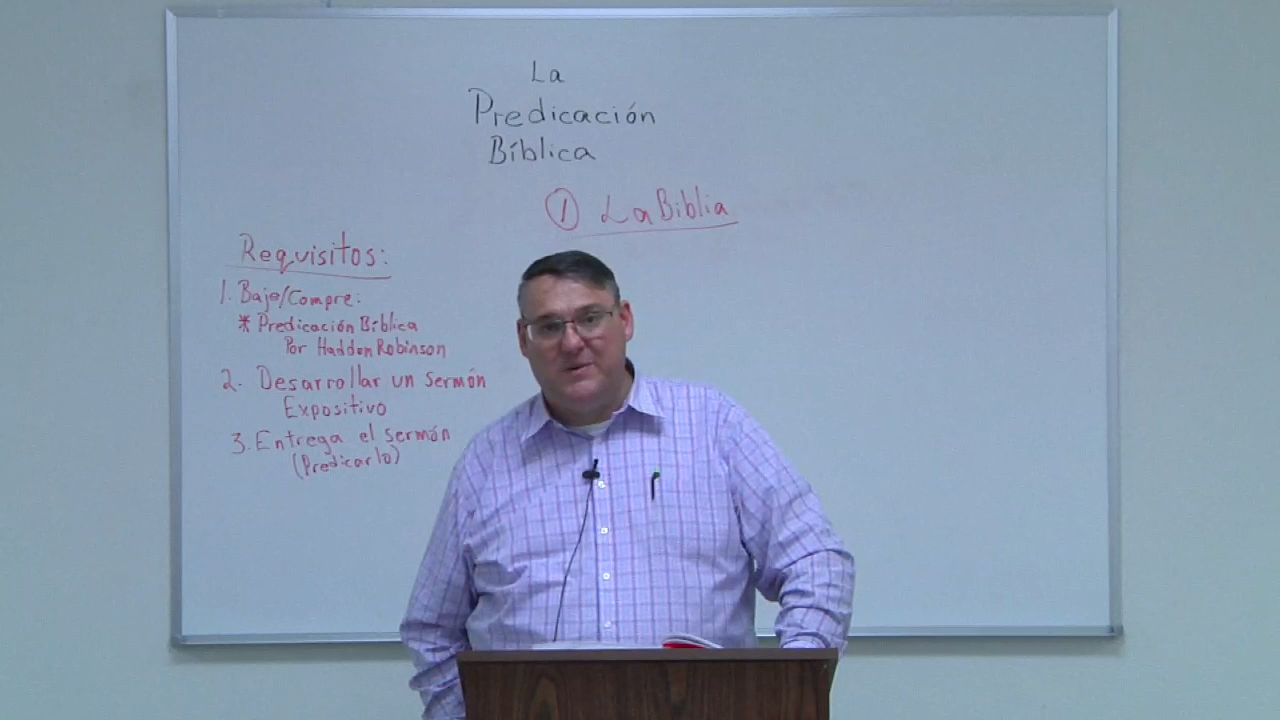 La
Predicación
Bíblica
① La Biblia
Requisitos:
1. Baje/Compre:
* Predicación Bíblica
Por Haddon Robinson
2. Desarrollar un sermón
Expositivo
3. Entrega el sermón
(Predicarlo)